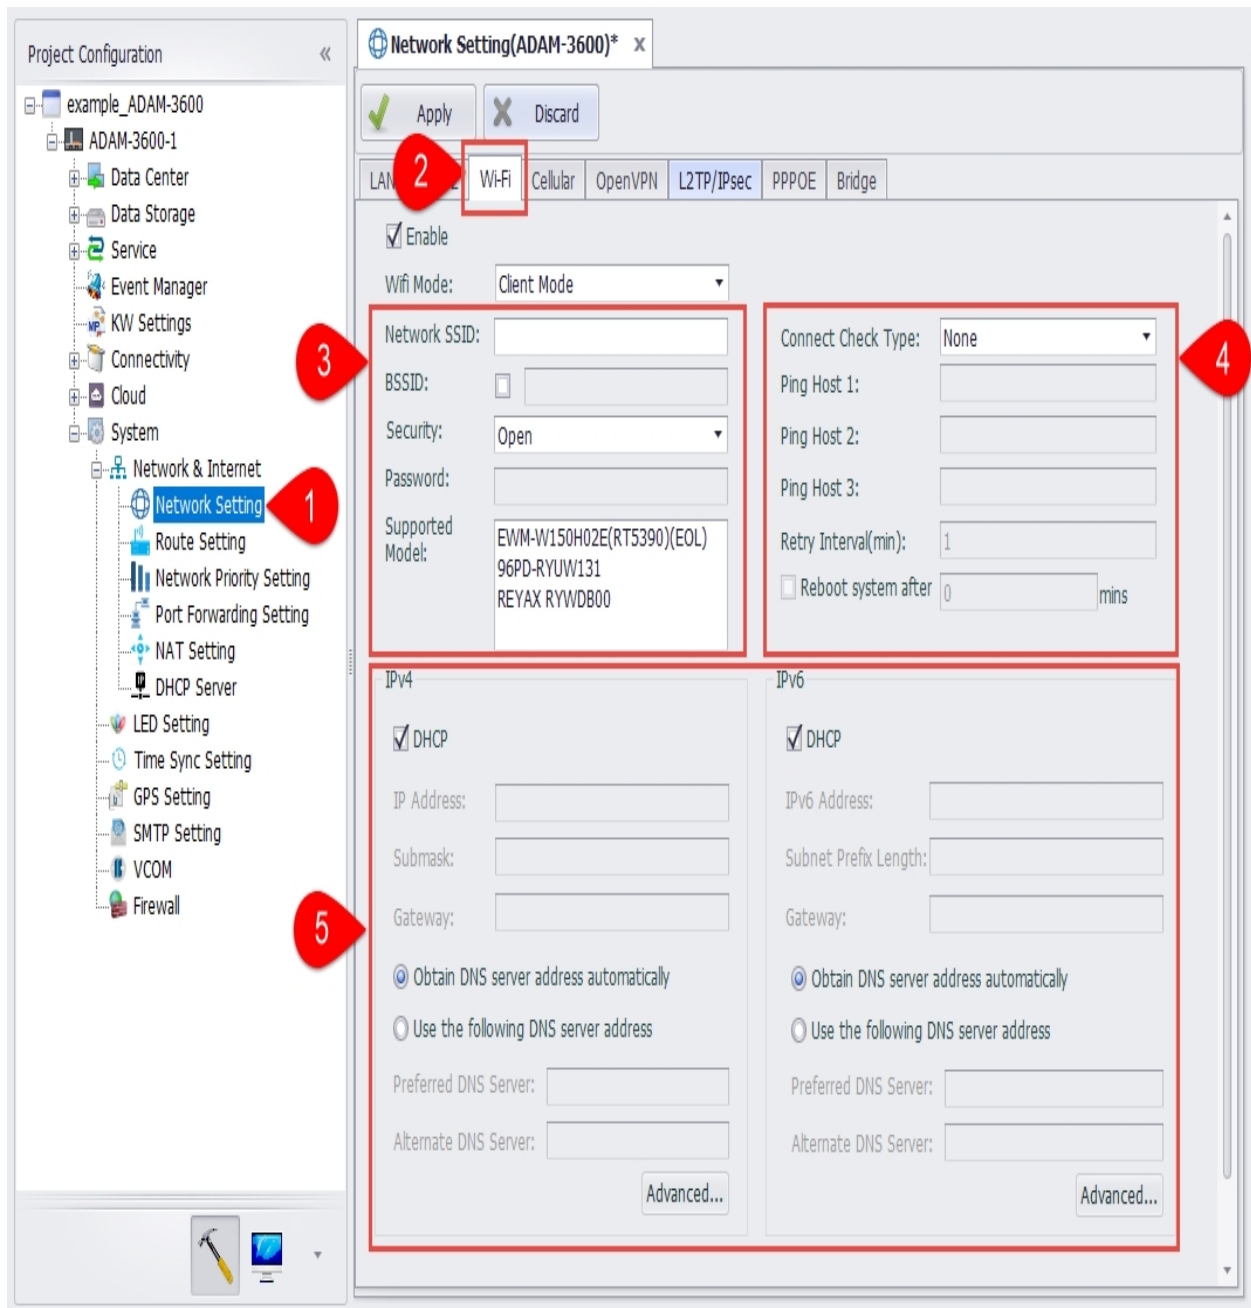 Project Configuration «
example_ADAM-3600
ADAM-3600-1
Data Center
Data Storage
Service
Event Manager
KW Settings
Connectivity
Cloud
System
Network & Internet
Network Setting
Route Setting
Network Priority Setting
Port Forwarding Setting
NAT Setting
DHCP Server
LED Setting
Time Sync Setting
GPS Setting
SMTP Setting
VCOM
Firewall
1
Network Setting(ADAM-3600)* x
Apply Discard
2
LAN Wi-Fi Cellular OpenVPN L2TP/IPsec PPPOE Bridge
Enable
Wifi Mode: Client Mode
3
Network SSID:
BSSID:
Security: Open
Password:
Supported
Model:
EWM-W150H02E(RT5390)(EOL)
96PD-RYUW131
REYAX RYWDB00
4
Connect Check Type: None
Ping Host 1:
Ping Host 2:
Ping Host 3:
Retry Interval(min): 1
Reboot system after 0 mins
5
IPv4
DHCP
IP Address:
Submask:
Gateway:
Obtain DNS server address automatically
Use the following DNS server address
Preferred DNS Server:
Alternate DNS Server:
Advanced...
IPv6
DHCP
IPv6 Address:
Subnet Prefix Length:
Gateway:
Obtain DNS server address automatically
Use the following DNS server address
Preferred DNS Server:
Alternate DNS Server:
Advanced...